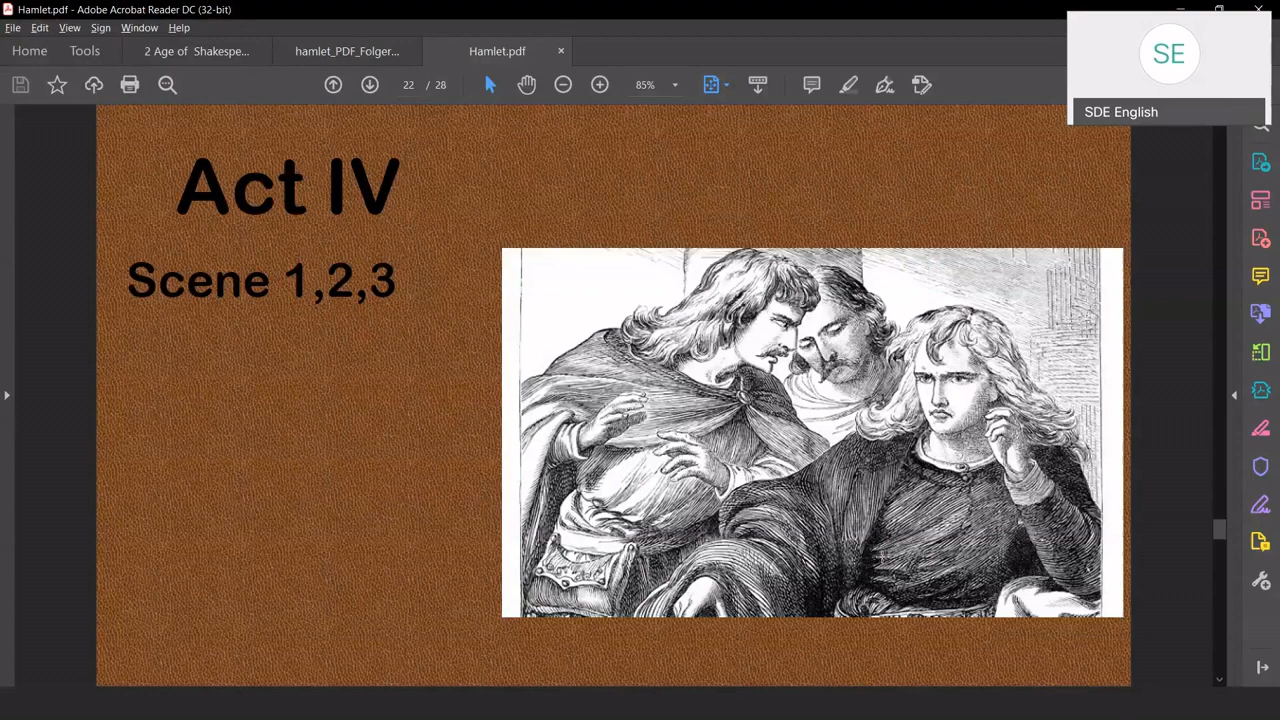 Hamlet.pdf - Adobe Acrobat Reader DC (32-bit)
File Edit View Sign Window Help
Home Tools 2 Age of Shakespe... hamlet_PDF_Folger... Hamlet.pdf ×
22 / 28 85%
SE
SDE English
Act IV
Scene 1,2,3